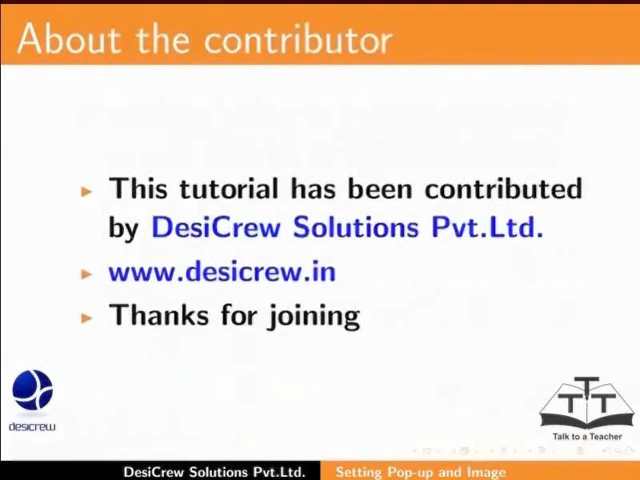 About the contributor
This tutorial has been contributed
by DesiCrew Solutions Pvt.Ltd.
www.desicrew.in
Thanks for joining
desicrew
T T T
Talk to a Teacher
DesiCrew Solutions Pvt.Ltd. Setting Pop-up and Image